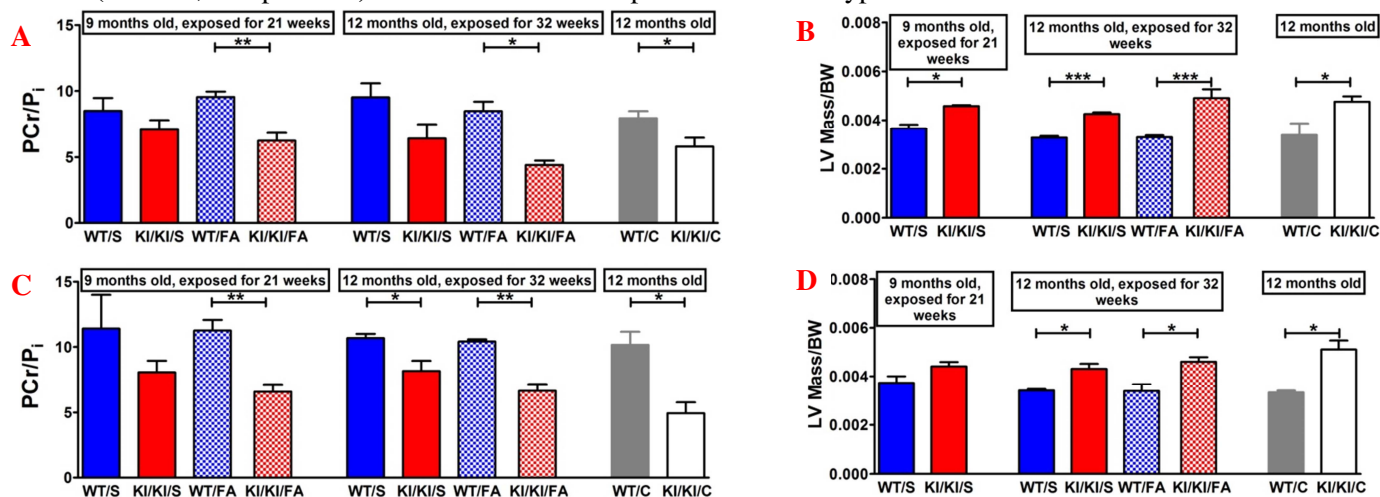 A
15
10
5
0
PCr/Pi
9 months old, exposed for 21 weeks
**
12 months old, exposed for 32 weeks
*
12 months old
*
WT/S KI/KI/S WT/FA KI/KI/FA WT/S KI/KI/S WT/FA KI/KI/FA WT/C KI/KI/C
B
0.008
0.006
0.004
0.002
0.000
LV Mass/BW
9 months old,
exposed for 21
weeks
*
12 months old, exposed for 32
weeks
*** ***
12 months old
*
WT/S KI/KI/S WT/S KI/KI/S WT/FA KI/KI/FA WT/C KI/KI/C
C
15
10
5
0
PCr/Pi
9 months old, exposed for 21 weeks
**
12 months old, exposed for 32 weeks
* **
12 months old
*
WT/S KI/KI/S WT/FA KI/KI/FA WT/S KI/KI/S WT/FA KI/KI/FA WT/C KI/KI/C
D
0.008
0.006
0.004
0.002
0.000
LV Mass/BW
9 months old,
exposed for 21
weeks
12 months old, exposed for 32
weeks
* *
12 months old
*
WT/S KI/KI/S WT/S KI/KI/S WT/FA KI/KI/FA WT/C KI/KI/C